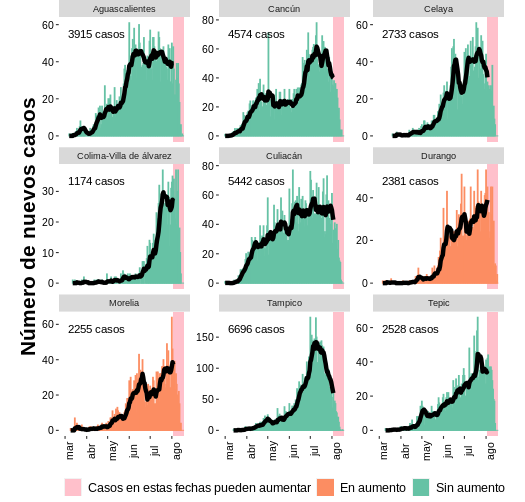 Número de nuevos casos
Aguascalientes
3915 casos
60
40
20
0
Cancún
4574 casos
80
60
40
20
0
Celaya
2733 casos
60
40
20
0
Colima-Villa de álvarez
1174 casos
30
20
10
0
Culiacán
5442 casos
80
60
40
20
0
Durango
2381 casos
40
20
0
Morelia
2255 casos
60
40
20
0
Tampico
6696 casos
150
100
50
0
Tepic
2528 casos
60
40
20
0
mar abr may jun jul ago
mar abr may jun jul ago
mar abr may jun jul ago
Casos en estas fechas pueden aumentar En aumento Sin aumento